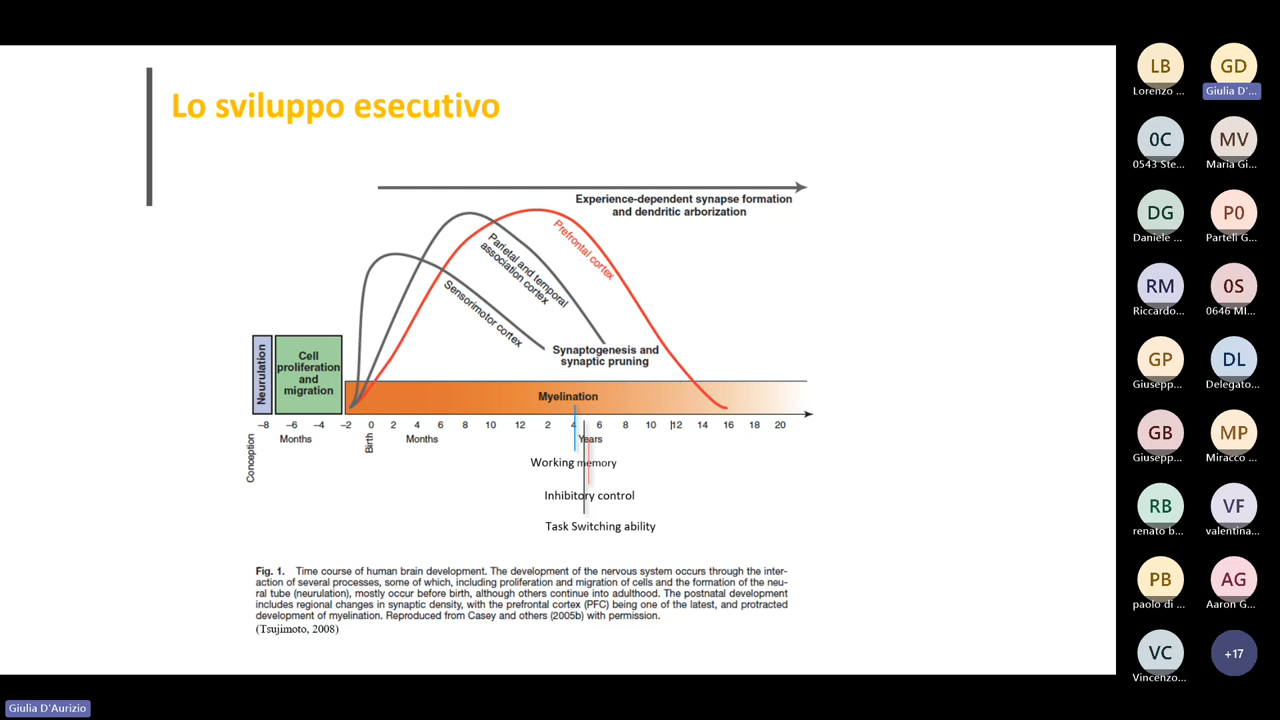 Lo sviluppo esecutivo
Experience-dependent synapse formation
and dendritic arborization
Prefrontal cortex
Parietal and temporal
association cortex
Sensorimotor cortex
Synaptogenesis and
synaptic pruning
Neurulation
Cell
proliferation
and
migration
Myelination
–8 –6 –4 –2 0 2 4 6 8 10 12 2 4 6 8 10 12 14 16 18 20
Conception
Months
Birth
Months
Years
Working memory
Inhibitory control
Task Switching ability
Fig. 1. Time course of human brain development. The development of the nervous system occurs through the inter-
action of several processes, some of which, including proliferation and migration of cells and the formation of the neu-
ral tube (neurulation), mostly occur before birth, although others continue into adulthood. The postnatal development
includes regional changes in synaptic density, with the prefrontal cortex (PFC) being one of the latest, and protracted
development of myelination. Reproduced from Casey and others (2005b) with permission.
(Tsujimoto, 2008)
LB
Lorenzo ...
GD
Giulia D'...
0C
0543 Ste...
MV
Maria Gi...
DG
Daniele ...
P0
Parteli G...
RM
Riccardo...
0S
0646 MI...
GP
Giusepp...
DL
Delegato...
GB
Giusepp...
MP
Miracco ...
RB
renato b...
VF
valentina...
PB
paolo di ...
AG
Aaron G...
VC
Vincenzo...
+17
Giulia D'Aurizio